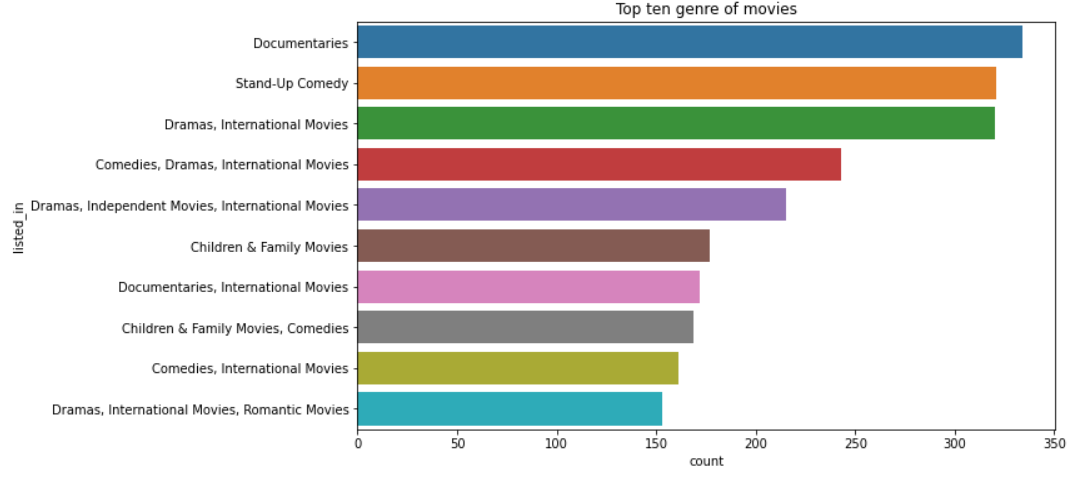 Top ten genre of movies
Documentaries
Stand-Up Comedy
Dramas, International Movies
Comedies, Dramas, International Movies
Dramas, Independent Movies, International Movies
Children & Family Movies
Documentaries, International Movies
Children & Family Movies, Comedies
Comedies, International Movies
Dramas, International Movies, Romantic Movies
listed_in
0 50 100 150 200 250 300 350
count